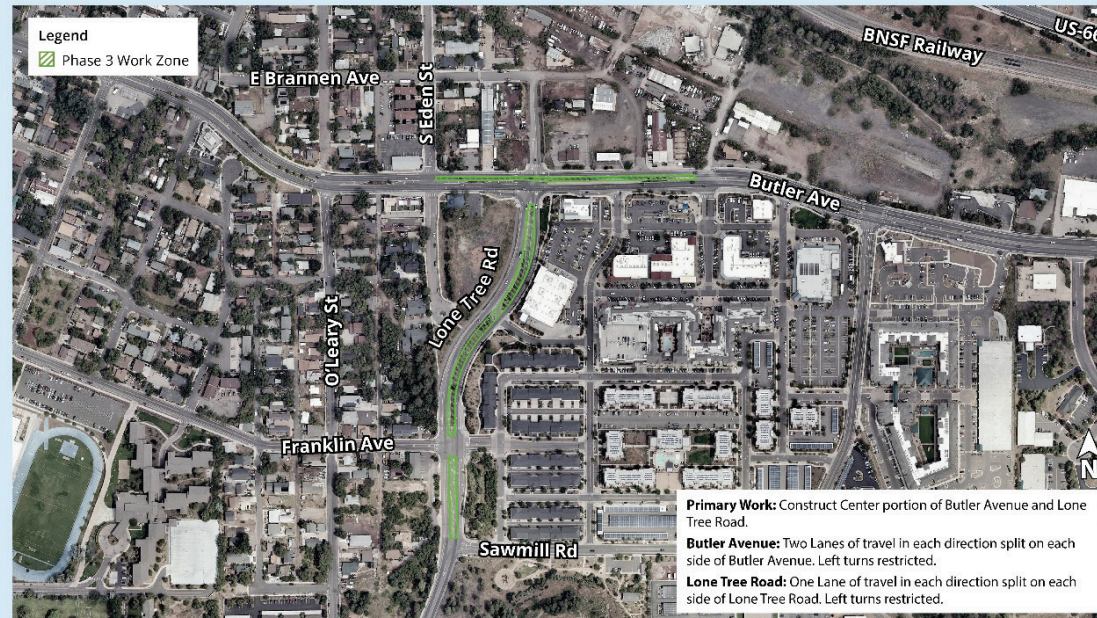 Legend
Phase 3 Work Zone
BNSF Railway
E Brannen Ave
S Eden St
Butler Ave
Lone Tree Rd
O'Leary St
Franklin Ave
N
Sawmill Rd
Primary Work: Construct Center portion of Butler Avenue and Lone
Tree Road.
Butler Avenue: Two Lanes of travel in each direction split on each
side of Butler Avenue. Left turns restricted.
Lone Tree Road: One Lane of travel in each direction split on each
side of Lone Tree Road. Left turns restricted.